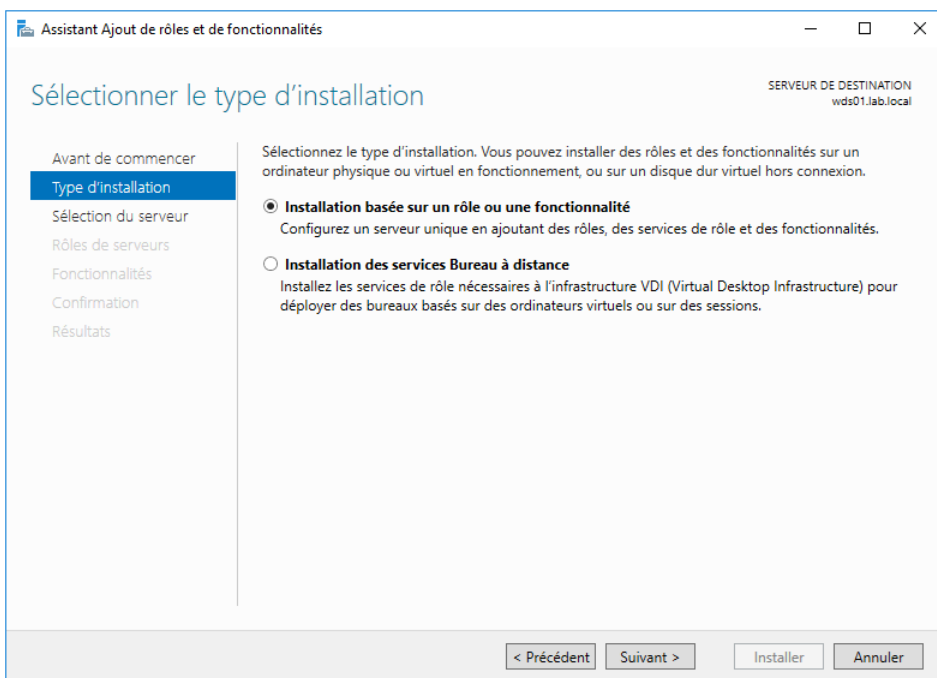 Assistant Ajout de rôles et de fonctionnalités
Sélectionner le type d’installation
SERVEUR DE DESTINATION
wds01.lab.local
Avant de commencer
Type d’installation
Sélection du serveur
Rôles de serveurs
Fonctionnalités
Confirmation
Résultats
Sélectionnez le type d’installation. Vous pouvez installer des rôles et des fonctionnalités sur un
ordinateur physique ou virtuel en fonctionnement, ou sur un disque dur virtuel hors connexion.
Installation basée sur un rôle ou une fonctionnalité
Configurez un serveur unique en ajoutant des rôles, des services de rôle et des fonctionnalités.
Installation des services Bureau à distance
Installez les services de rôle nécessaires à l’infrastructure VDI (Virtual Desktop Infrastructure) pour
déployer des bureaux basés sur des ordinateurs virtuels ou sur des sessions.
< Précédent
Suivant >
Installer
Annuler